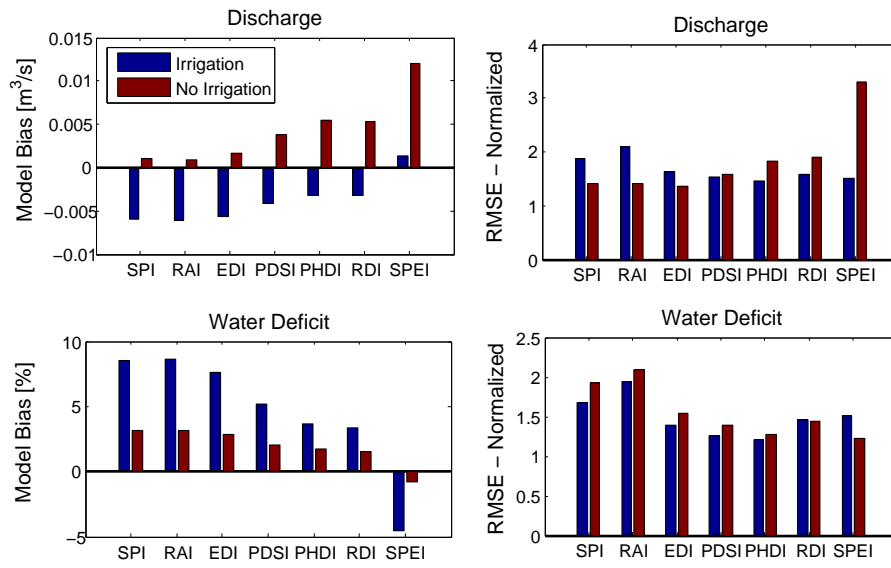 Discharge
Model Bias [m³/s]
0.015
0.01
0.005
0
−0.005
−0.01
Irrigation
No Irrigation
SPI RAI EDI PDSI PHDI RDI SPEI
Discharge
RMSE − Normalized
4
3
2
1
0
SPI RAI EDI PDSI PHDI RDI SPEI
Water Deficit
Model Bias [%]
10
5
0
−5
SPI RAI EDI PDSI PHDI RDI SPEI
Water Deficit
RMSE − Normalized
2.5
2
1.5
1
0.5
0
SPI RAI EDI PDSI PHDI RDI SPEI